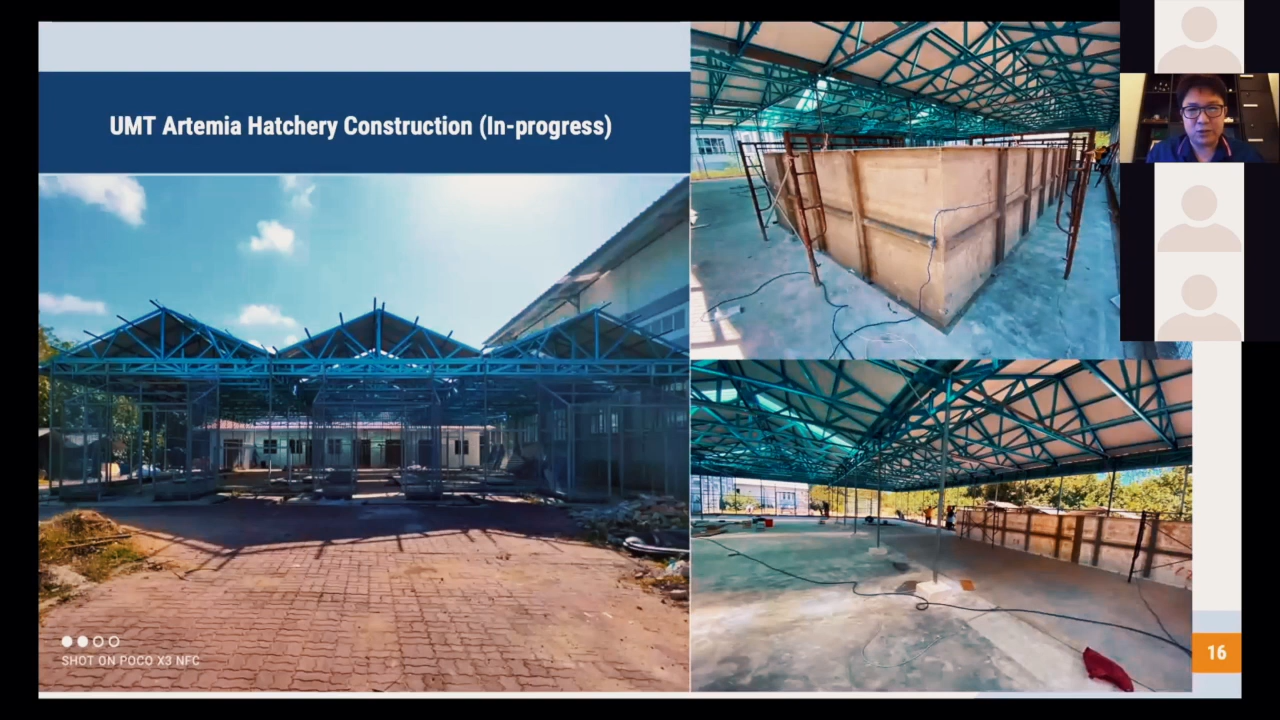 UMT Artemia Hatchery Construction (In-progress)
SHOT ON POCO X3 NFC
16